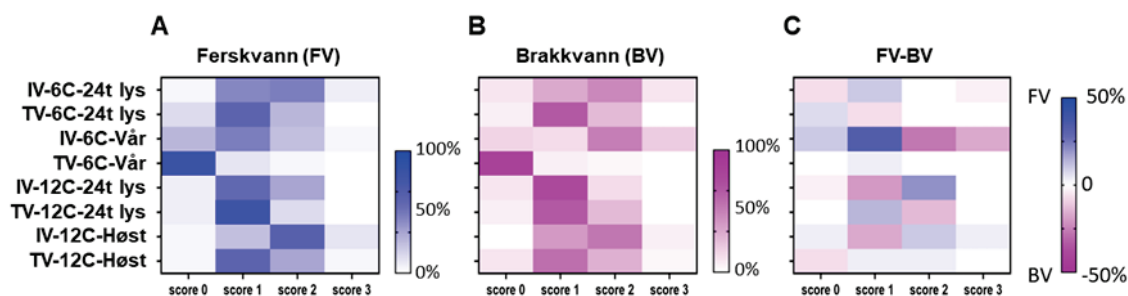 A
B
C
Ferskvann (FV)
Brakkvann (BV)
FV-BV
IV-6C-24t lys
TV-6C-24t lys
IV-6C-Vår
TV-6C-Vår
IV-12C-24t lys
TV-12C-24t lys
IV-12C-Høst
TV-12C-Høst
score 0 score 1 score 2 score 3
100%
50%
0%
score 0 score 1 score 2 score 3
100%
50%
0%
score 0 score 1 score 2 score 3
FV
50%
0
BV
-50%